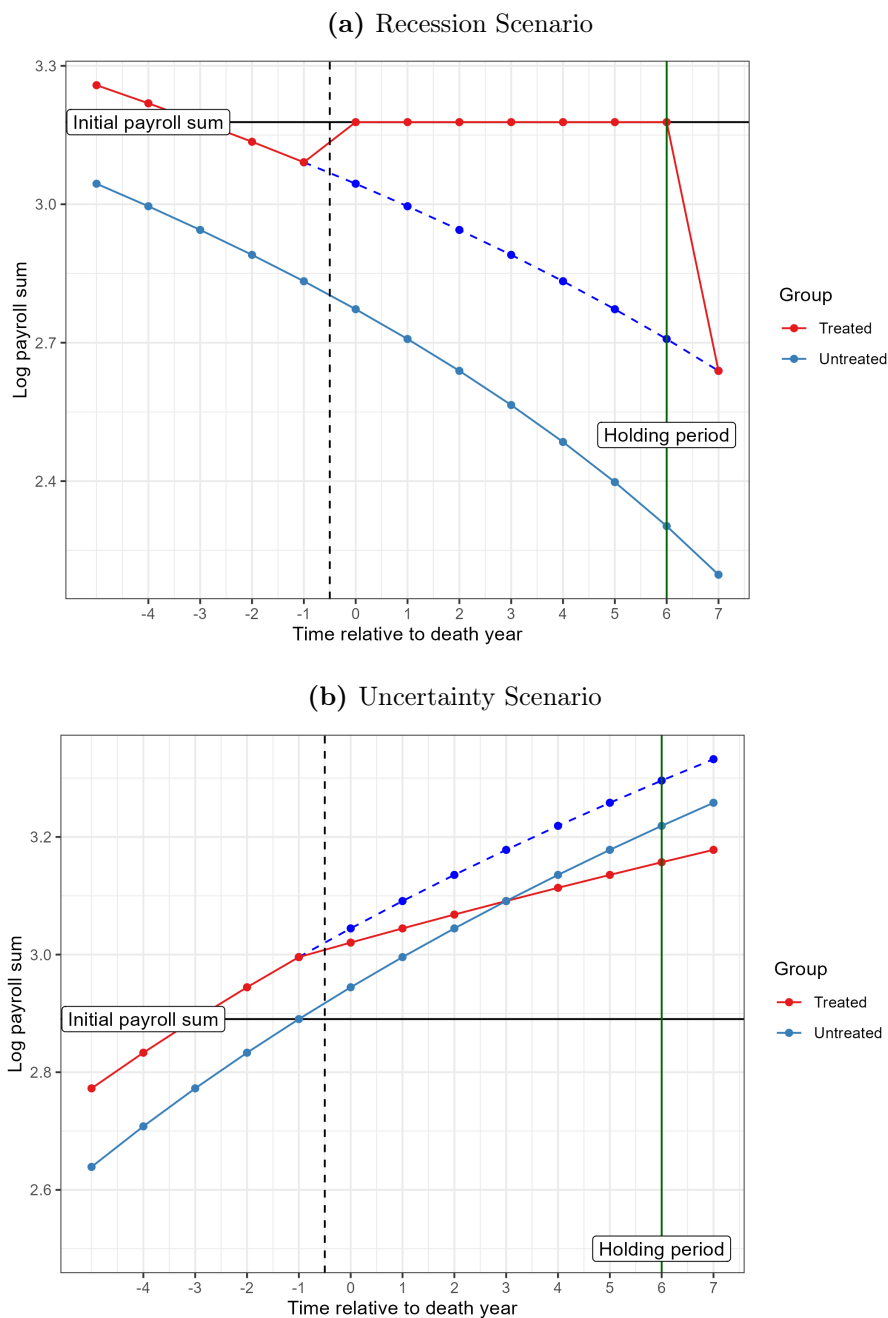 (a) Recession Scenario
3.3
3.0
2.7
2.4
Log payroll sum
Initial payroll sum
Holding period
-4 -3 -2 -1 0 1 2 3 4 5 6 7
Time relative to death year
Group
Treated
Untreated
(b) Uncertainty Scenario
3.2
3.0
2.8
2.6
Log payroll sum
Initial payroll sum
Holding period
-4 -3 -2 -1 0 1 2 3 4 5 6 7
Time relative to death year
Group
Treated
Untreated